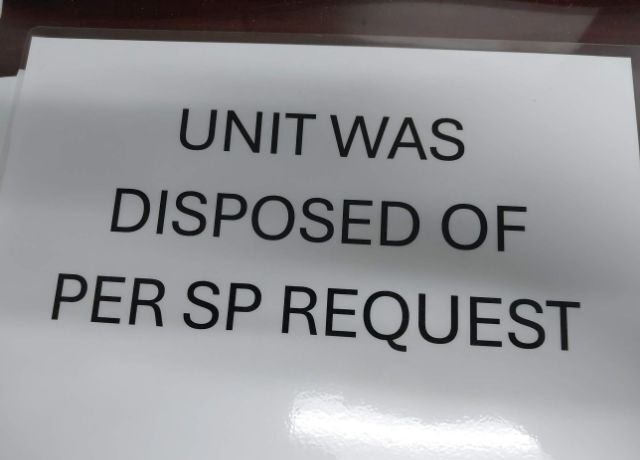 UNIT WAS
DISPOSED OF
PER SP REQUEST